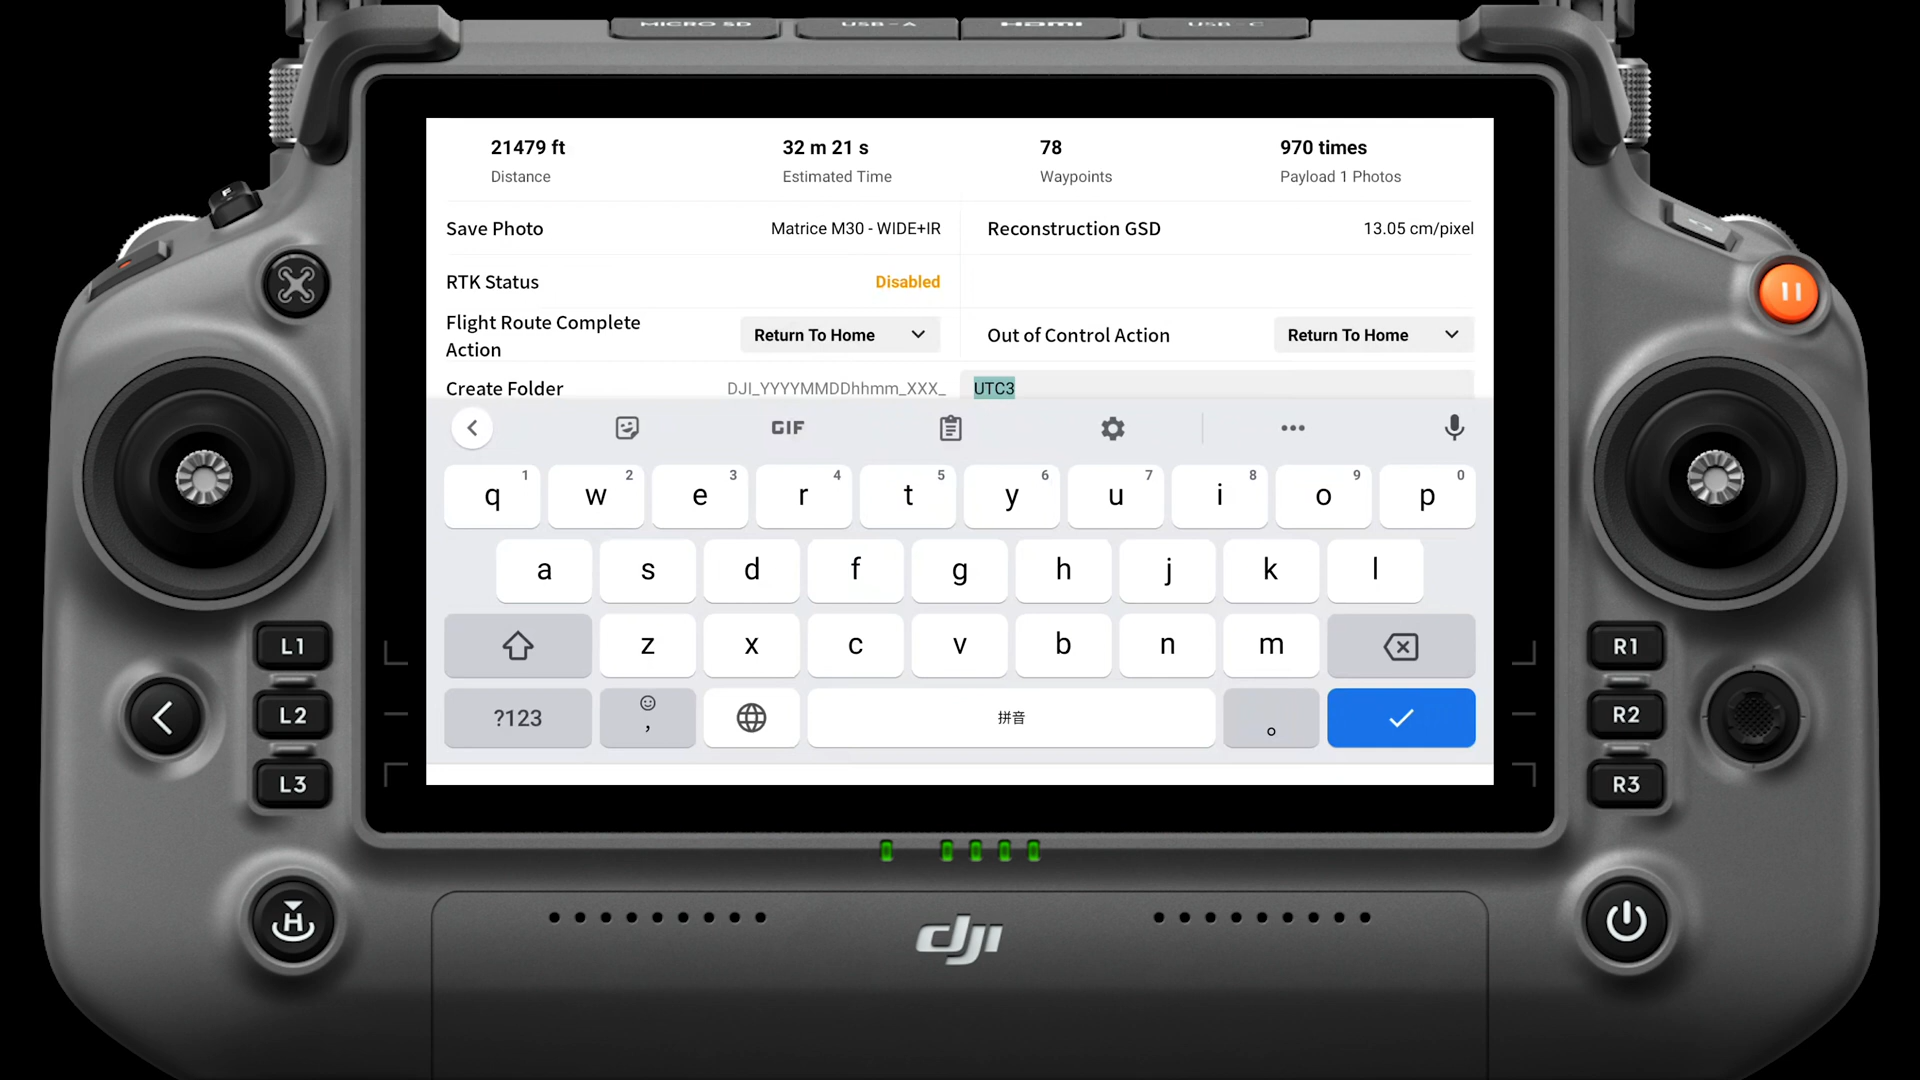 MICRO SD USB-A HDMI USB-C
21479 ft 32 m 21 s 78 970 times
Distance Estimated Time Waypoints Payload 1 Photos
Save Photo Matrice M30 - WIDE+IR Reconstruction GSD 13.05 cm/pixel
RTK Status Disabled
Flight Route Complete
Action Return To Home Out of Control Action Return To Home
Create Folder DJI_YYYYMMDDhhmm_XXX_ UTC3
GIF
1 2 3 4 5 6 7 8 9 0
q w e r t y u i o p
a s d f g h j k l
z x c v b n m
?123 , 拼音 。
L1 R1
L2 R2
L3 R3
H
dji